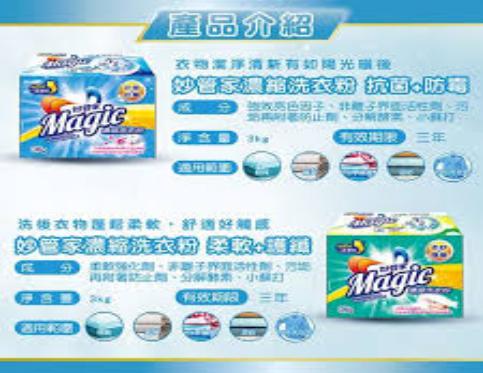 產品介紹
衣物潔淨清新有如陽光曬後
妙管家濃縮洗衣粉 抗菌+防霉
成 分 強效亮色因子、非離子界面活性劑、污
垢再附著防止劑、分解酵素、小蘇打
淨含量 3kg 有效期限 三年
適用範圍
Magic
洗後衣物蓬鬆柔軟，舒適好觸感
妙管家濃縮洗衣粉 柔軟+護纖
成 分 柔軟強化劑、非離子界面活性劑、污垢
再附著防止劑、分解酵素、小蘇打
淨含量 3kg 有效期限 三年
適用範圍
Magic